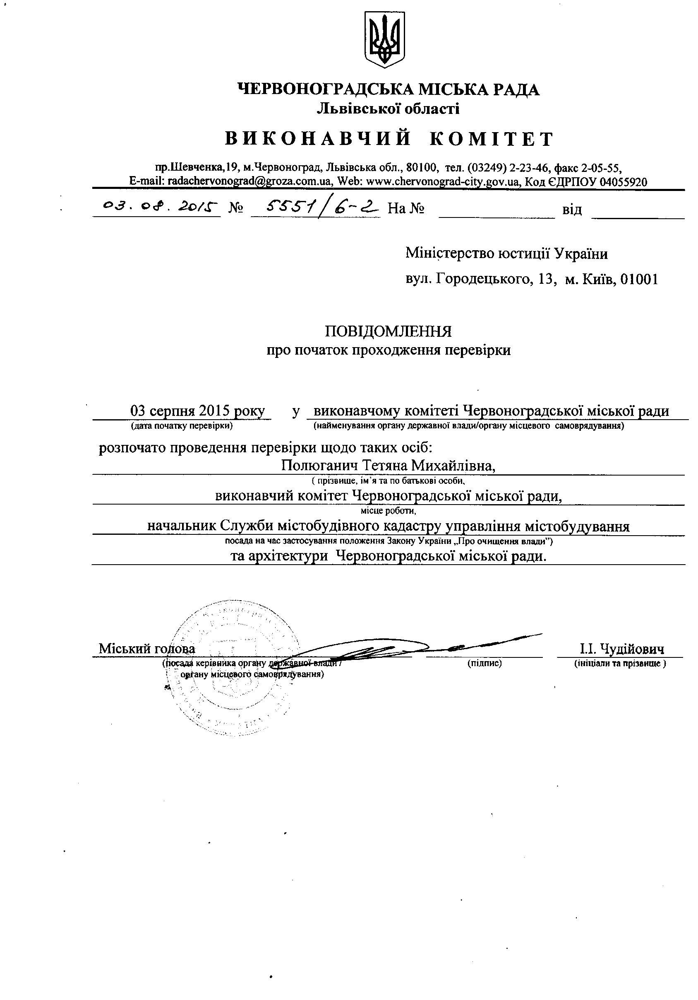 ЧЕРВОНОГРАДСЬКА МІСЬКА РАДА
Львівської області
ВИКОНАВЧИЙ КОМІТЕТ
пр.Шевченка,19, м.Червоноград, Львівська обл., 80100, тел. (03249) 2-23-46, факс 2-05-55,
E-mail: radachervonograd@groza.com.ua, Web: www.chervonograd-city.gov.ua, Код ЄДРПОУ 04055920
03.08.2015 № 5551/6-2 На № від
Міністерство юстиції України
вул. Городецького, 13, м. Київ, 01001
ПОВІДОМЛЕННЯ
про початок проходження перевірки
03 серпня 2015 року у виконавчому комітеті Червоноградської міської ради
(дата початку перевірки) (найменування органу державної влади/органу місцевого самоврядування)
розпочато проведення перевірки щодо таких осіб:
Полюганич Тетяна Михайлівна,
( прізвище, ім’я та по батькові особи,
виконавчий комітет Червоноградської міської ради,
місце роботи,
начальник Служби містобудівного кадастру управління містобудування
посада на час застосування положення Закону України „Про очищення влади”)
та архітектури Червоноградської міської ради.
Міський голова І.І. Чудійович
(посада керівника органу державної влади / (підпис) (ініціали та прізвище )
органу місцевого самоврядування)